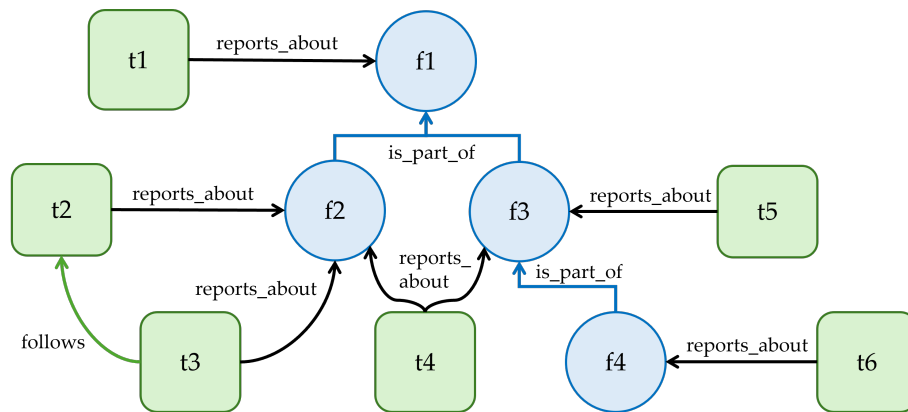 t1
reports_about
f1
is_part_of
t2
reports_about
f2
f3
reports_about
t5
reports_
about
is_part_of
reports_about
follows
t3
t4
f4
reports_about
t6